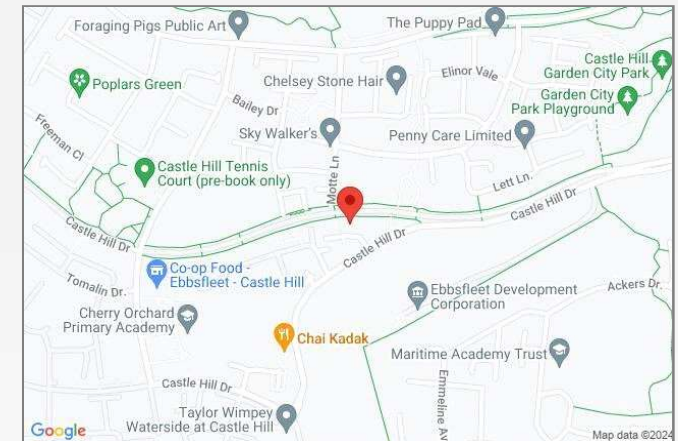 Foraging Pigs Public Art
The Puppy Pad
Castle Hill
Garden City Park
Elinor Vale
Poplars Green
Chelsey Stone Hair
Garden City
Park Playground
Bailey Dr
Freeman Cl
Sky Walker's
Penny Care Limited
Motte Ln
Castle Hill Tennis
Court (pre-book only)
Lett Ln.
Castle Hill Dr
Castle Hill Dr
Castle Hill Dr
Co-op Food -
Ebbsfleet - Castle Hill
Tomalin Dr.
Ebbsfleet Development
Corporation
Ackers Dr.
Cherry Orchard
Primary Academy
Chai Kadak
Maritime Academy Trust
Castle Hill Dr
Emmeline Av
Taylor Wimpey
Waterside at Castle Hill
Google
Map data ©2024